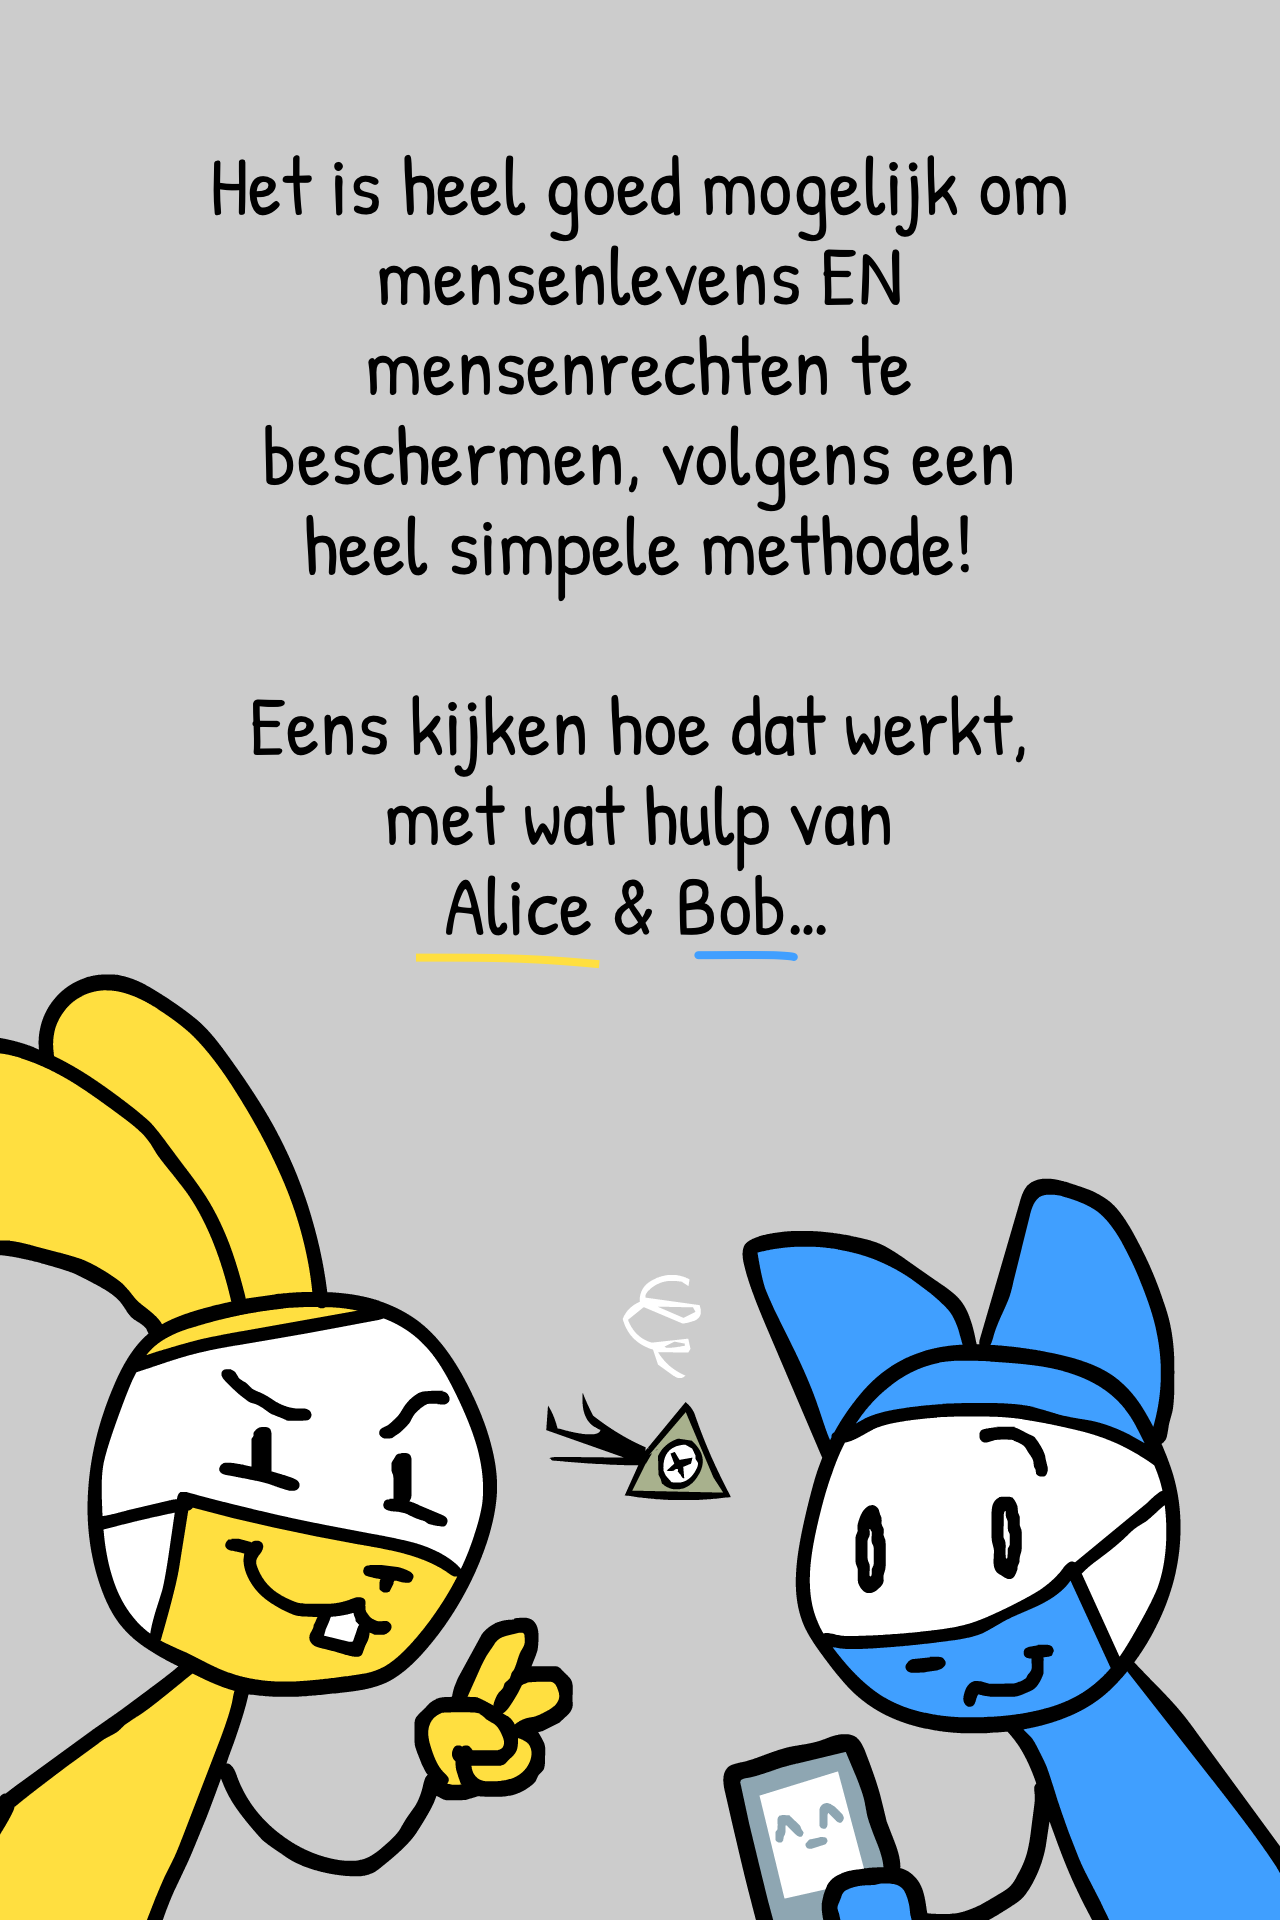 Het is heel goed mogelijk om
mensenlevens EN
mensenrechten te
beschermen, volgens een
heel simpele methode!
Eens kijken hoe dat werkt,
met wat hulp van
Alice & Bob...